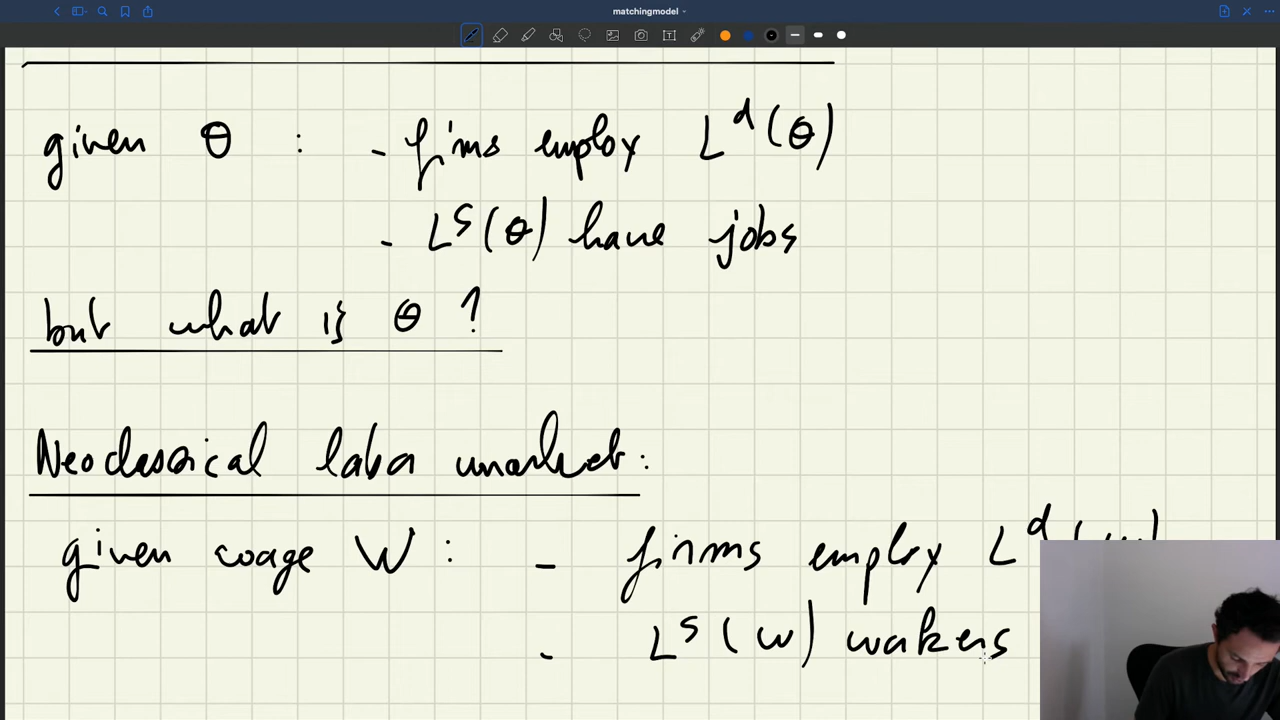 matchingmodel
given θ : - firms employ L^d(θ)
- L^s(θ) have jobs
but what is θ ?
Neoclassical labor market:
given wage W : - firms employ L^d(w)
- L^s(w) workers